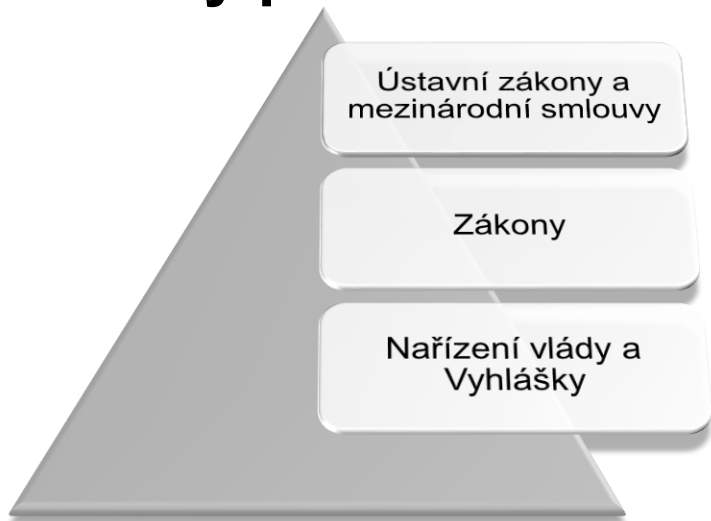 Ústavní zákony a
mezinárodní smlouvy
Zákony
Nařízení vlády a
Vyhlášky